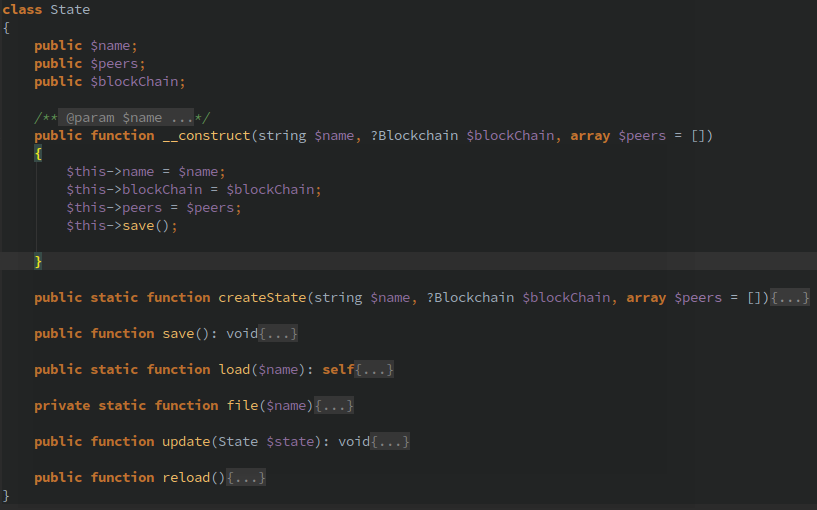 class State
{
    public $name;
    public $peers;
    public $blockChain;

    /** @param $name ...*/
    public function __construct(string $name, ?Blockchain $blockChain, array $peers = [])
    {
        $this->name = $name;
        $this->blockChain = $blockChain;
        $this->peers = $peers;
        $this->save();

    }

    public static function createState(string $name, ?Blockchain $blockChain, array $peers = []){...}

    public function save(): void{...}

    public static function load($name): self{...}

    private static function file($name){...}

    public function update(State $state): void{...}

    public function reload(){...}
}